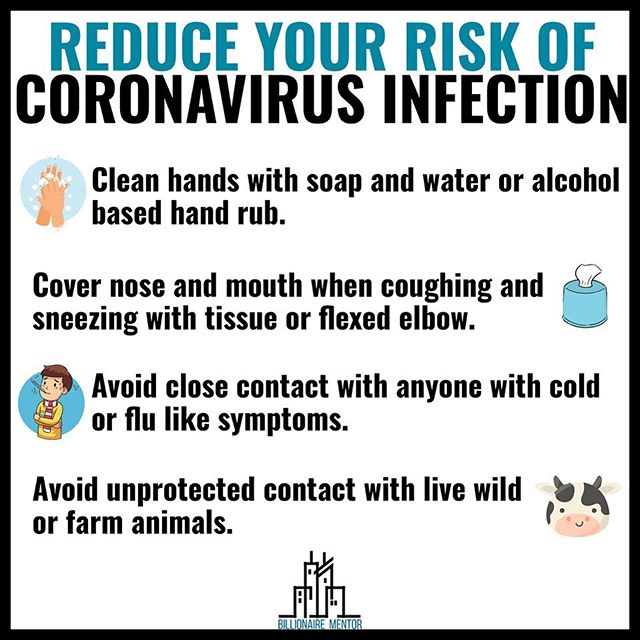 REDUCE YOUR RISK OF
CORONAVIRUS INFECTION
Clean hands with soap and water or alcohol
based hand rub.
Cover nose and mouth when coughing and
sneezing with tissue or flexed elbow.
Avoid close contact with anyone with cold
or flu like symptoms.
Avoid unprotected contact with live wild
or farm animals.
BILLIONAIRE MENTOR